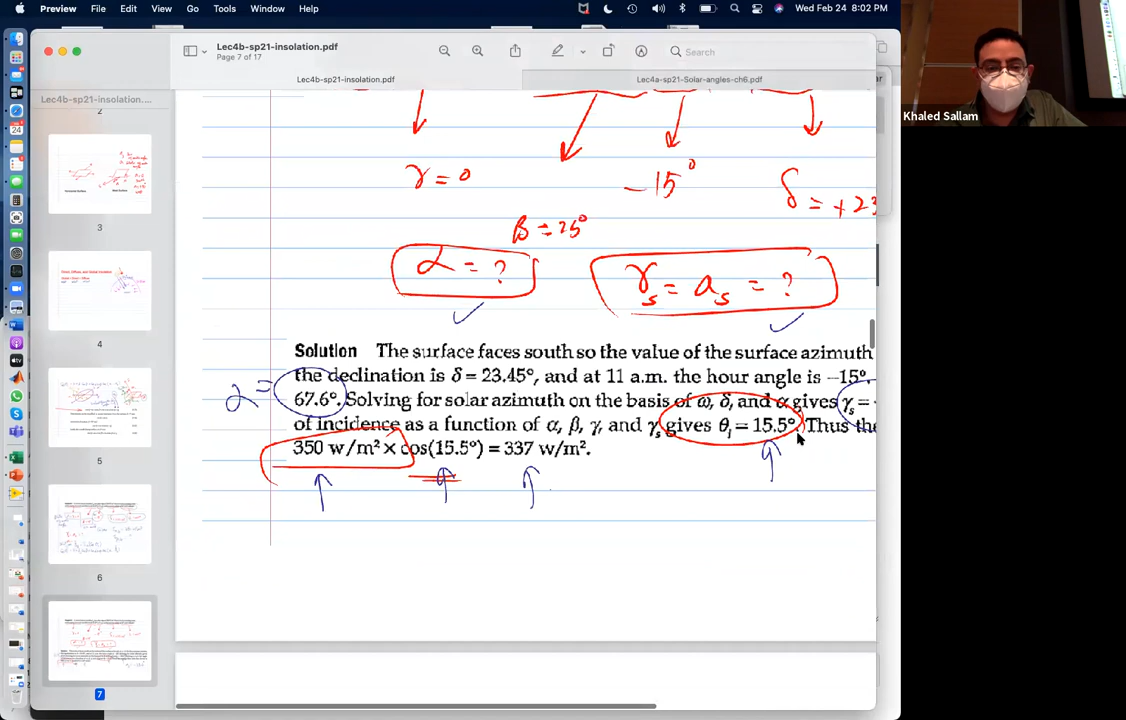 Preview File Edit View Go Tools Window Help
Wed Feb 24 8:02 PM
Lec4b-sp21-insolation.pdf
Page 7 of 17
Search
Lec4b-sp21-insolation.pdf
Lec4a-sp21-Solar-angles-ch6.pdf
Lec4b-sp21-insolation....
2
3
4
5
6
7
Khaled Sallam
γ = 0
-15°
δ = +23
β = 25°
α = ?
γs = as = ?
Solution The surface faces south so the value of the surface azimuth
the declination is δ = 23.45°, and at 11 a.m. the hour angle is −15°.
α = 67.6°. Solving for solar azimuth on the basis of ω, δ, and α gives γs =
of incidence as a function of α, β, γ, and γs gives θi = 15.5°. Thus the
350 w/m² × cos(15.5°) = 337 w/m².